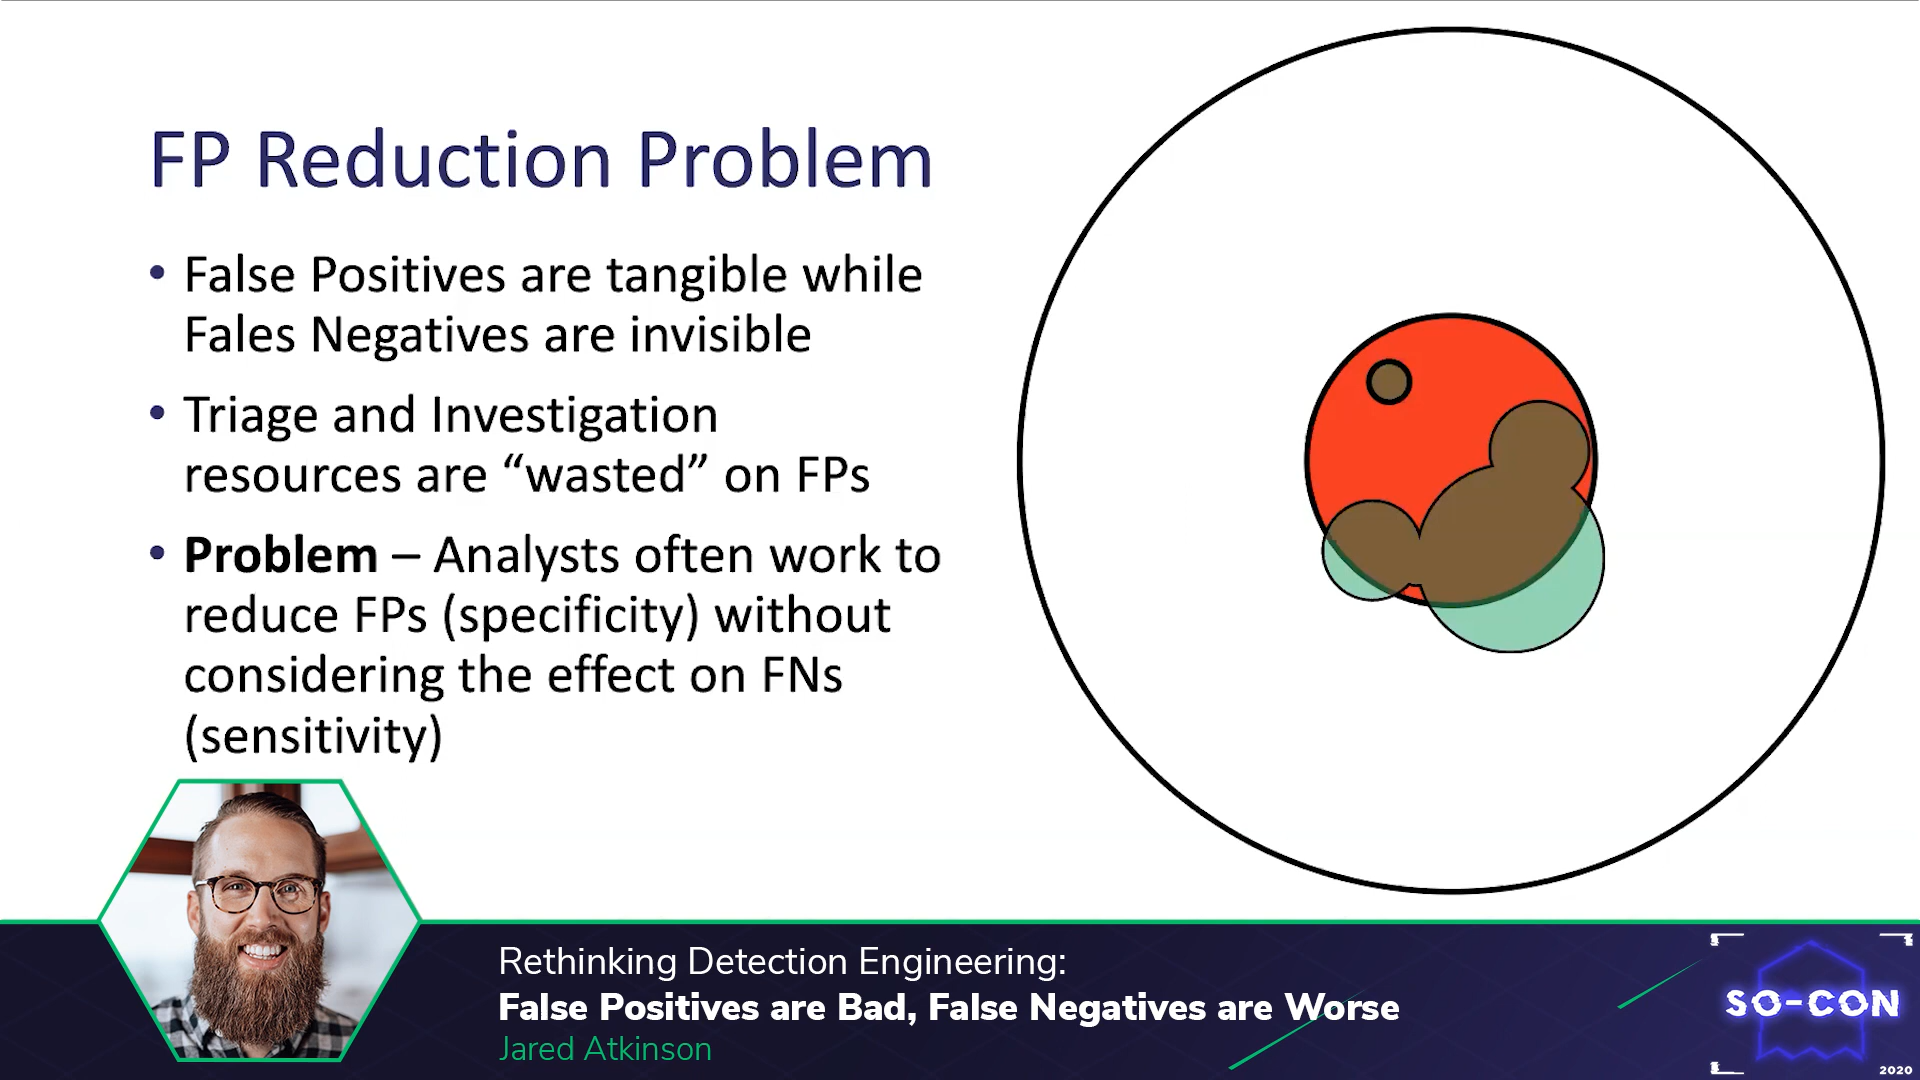 FP Reduction Problem
• False Positives are tangible while
Fales Negatives are invisible
• Triage and Investigation
resources are “wasted” on FPs
• Problem – Analysts often work to
reduce FPs (specificity) without
considering the effect on FNs
(sensitivity)
Rethinking Detection Engineering:
False Positives are Bad, False Negatives are Worse
Jared Atkinson
SO-CON
2020